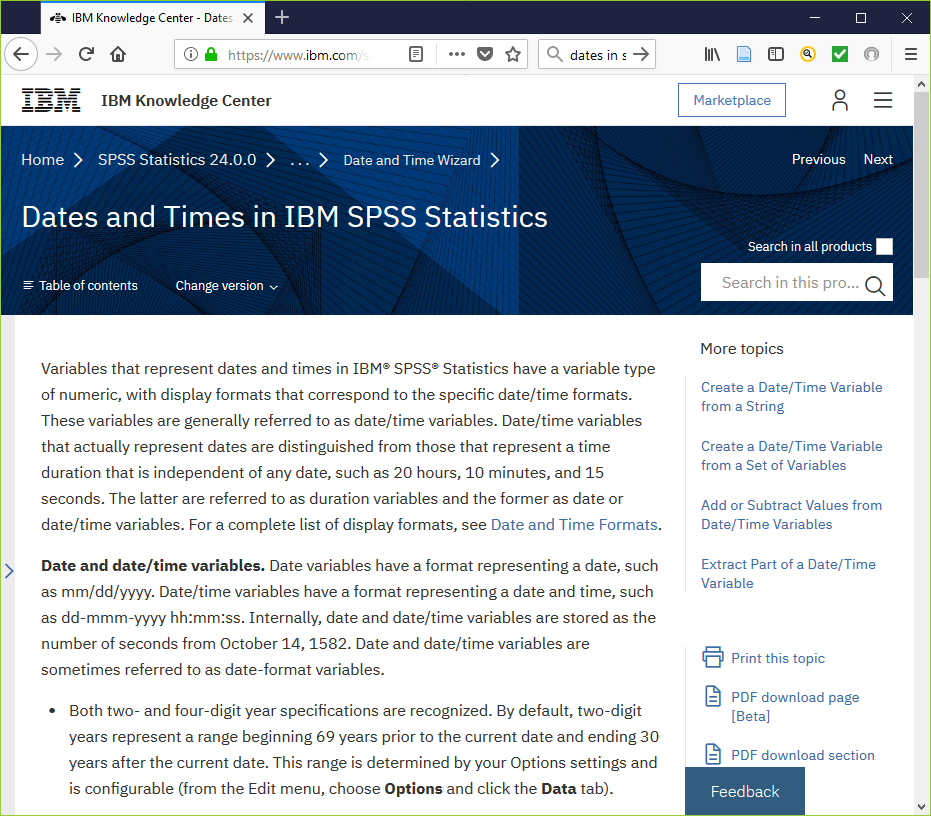 IBM Knowledge Center - Dates
https://www.ibm.com/s
dates in s
IBM IBM Knowledge Center
Marketplace
Home SPSS Statistics 24.0.0 ... Date and Time Wizard
Previous Next
Dates and Times in IBM SPSS Statistics
Search in all products
Table of contents Change version
Search in this pro...
Variables that represent dates and times in IBM® SPSS® Statistics have a variable type
of numeric, with display formats that correspond to the specific date/time formats.
These variables are generally referred to as date/time variables. Date/time variables
that actually represent dates are distinguished from those that represent a time
duration that is independent of any date, such as 20 hours, 10 minutes, and 15
seconds. The latter are referred to as duration variables and the former as date or
date/time variables. For a complete list of display formats, see Date and Time Formats.
Date and date/time variables. Date variables have a format representing a date, such
as mm/dd/yyyy. Date/time variables have a format representing a date and time, such
as dd-mmm-yyyy hh:mm:ss. Internally, date and date/time variables are stored as the
number of seconds from October 14, 1582. Date and date/time variables are
sometimes referred to as date-format variables.
• Both two- and four-digit year specifications are recognized. By default, two-digit
years represent a range beginning 69 years prior to the current date and ending 30
years after the current date. This range is determined by your Options settings and
is configurable (from the Edit menu, choose Options and click the Data tab).
More topics
Create a Date/Time Variable
from a String
Create a Date/Time Variable
from a Set of Variables
Add or Subtract Values from
Date/Time Variables
Extract Part of a Date/Time
Variable
Print this topic
PDF download page
[Beta]
PDF download section
Feedback